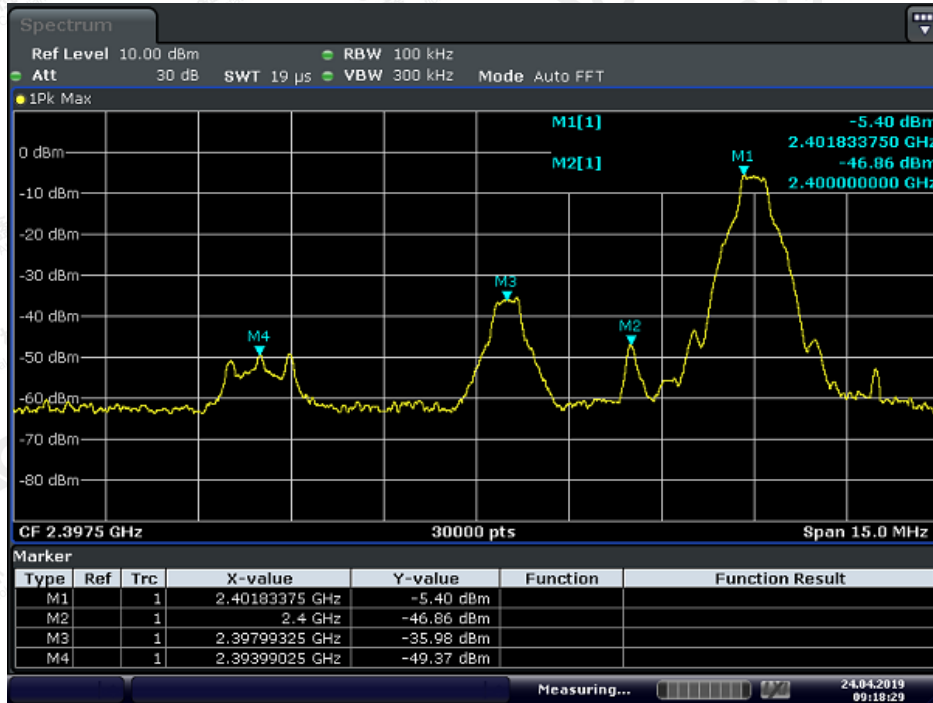 Spectrum
Ref Level 10.00 dBm RBW 100 kHz
Att 30 dB SWT 19 µs VBW 300 kHz Mode Auto FFT
1Pk Max
M1[1] -5.40 dBm
2.401833750 GHz
M2[1] -46.86 dBm
2.400000000 GHz
0 dBm
M1
-10 dBm
-20 dBm
-30 dBm
M3
-40 dBm
M2
M4
-50 dBm
-60 dBm
-70 dBm
-80 dBm
CF 2.3975 GHz 30000 pts Span 15.0 MHz
Marker
Type Ref Trc X-value Y-value Function Function Result
M1 1 2.40183375 GHz -5.40 dBm
M2 1 2.4 GHz -46.86 dBm
M3 1 2.39799325 GHz -35.98 dBm
M4 1 2.39399025 GHz -49.37 dBm
Measuring... 24.04.2019
09:18:29